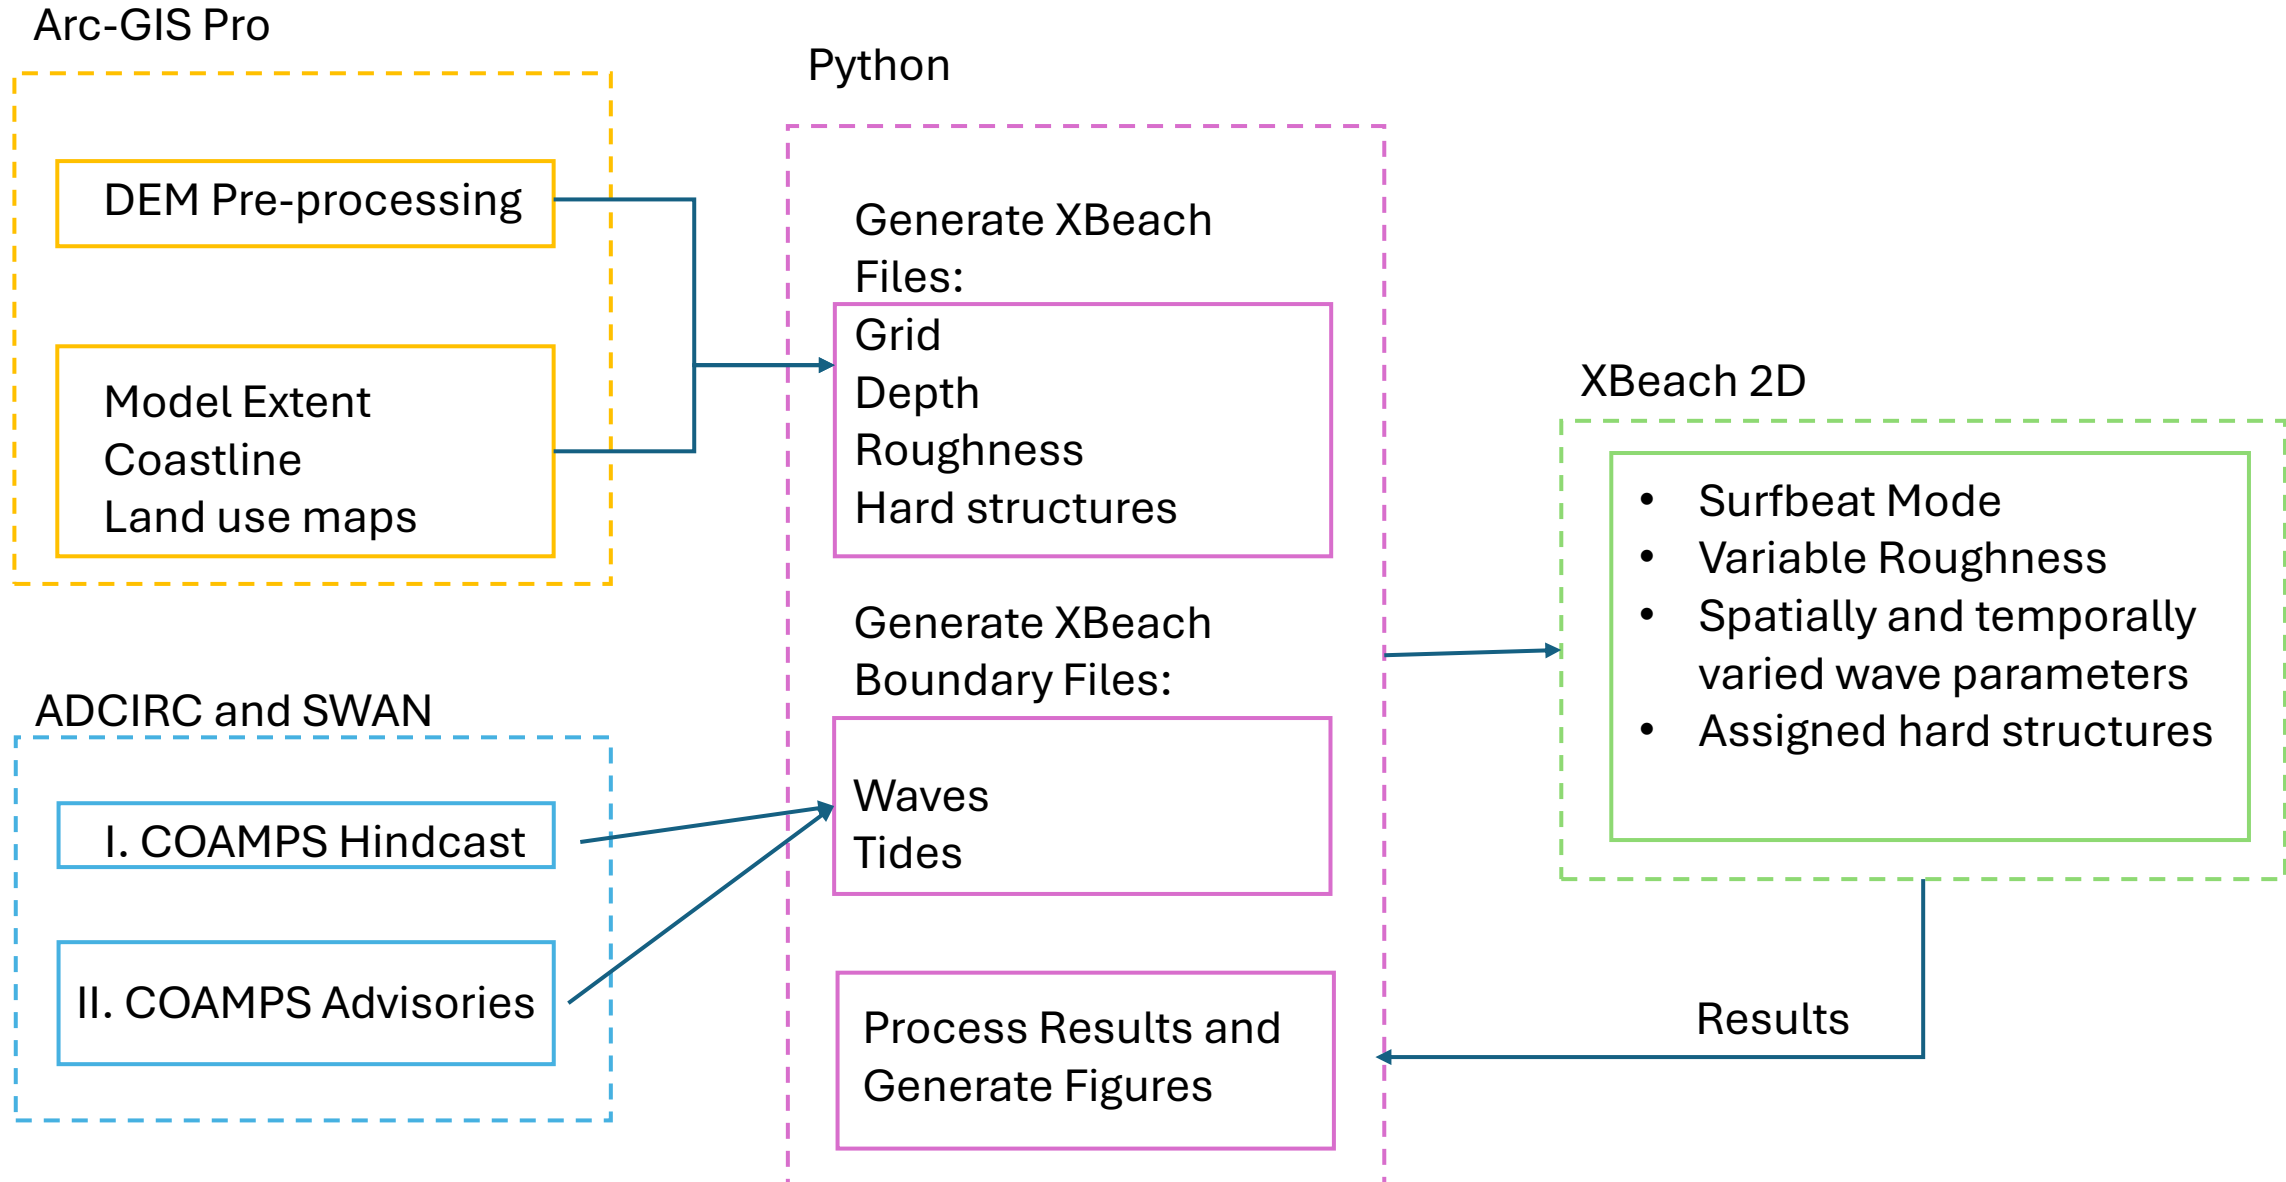 Arc-GIS Pro
DEM Pre-processing
Model Extent
Coastline
Land use maps
ADCIRC and SWAN
I. COAMPS Hindcast
II. COAMPS Advisories
Python
Generate XBeach
Files:
Grid
Depth
Roughness
Hard structures
Generate XBeach
Boundary Files:
Waves
Tides
Process Results and
Generate Figures
XBeach 2D
• Surfbeat Mode
• Variable Roughness
• Spatially and temporally
varied wave parameters
• Assigned hard structures
Results